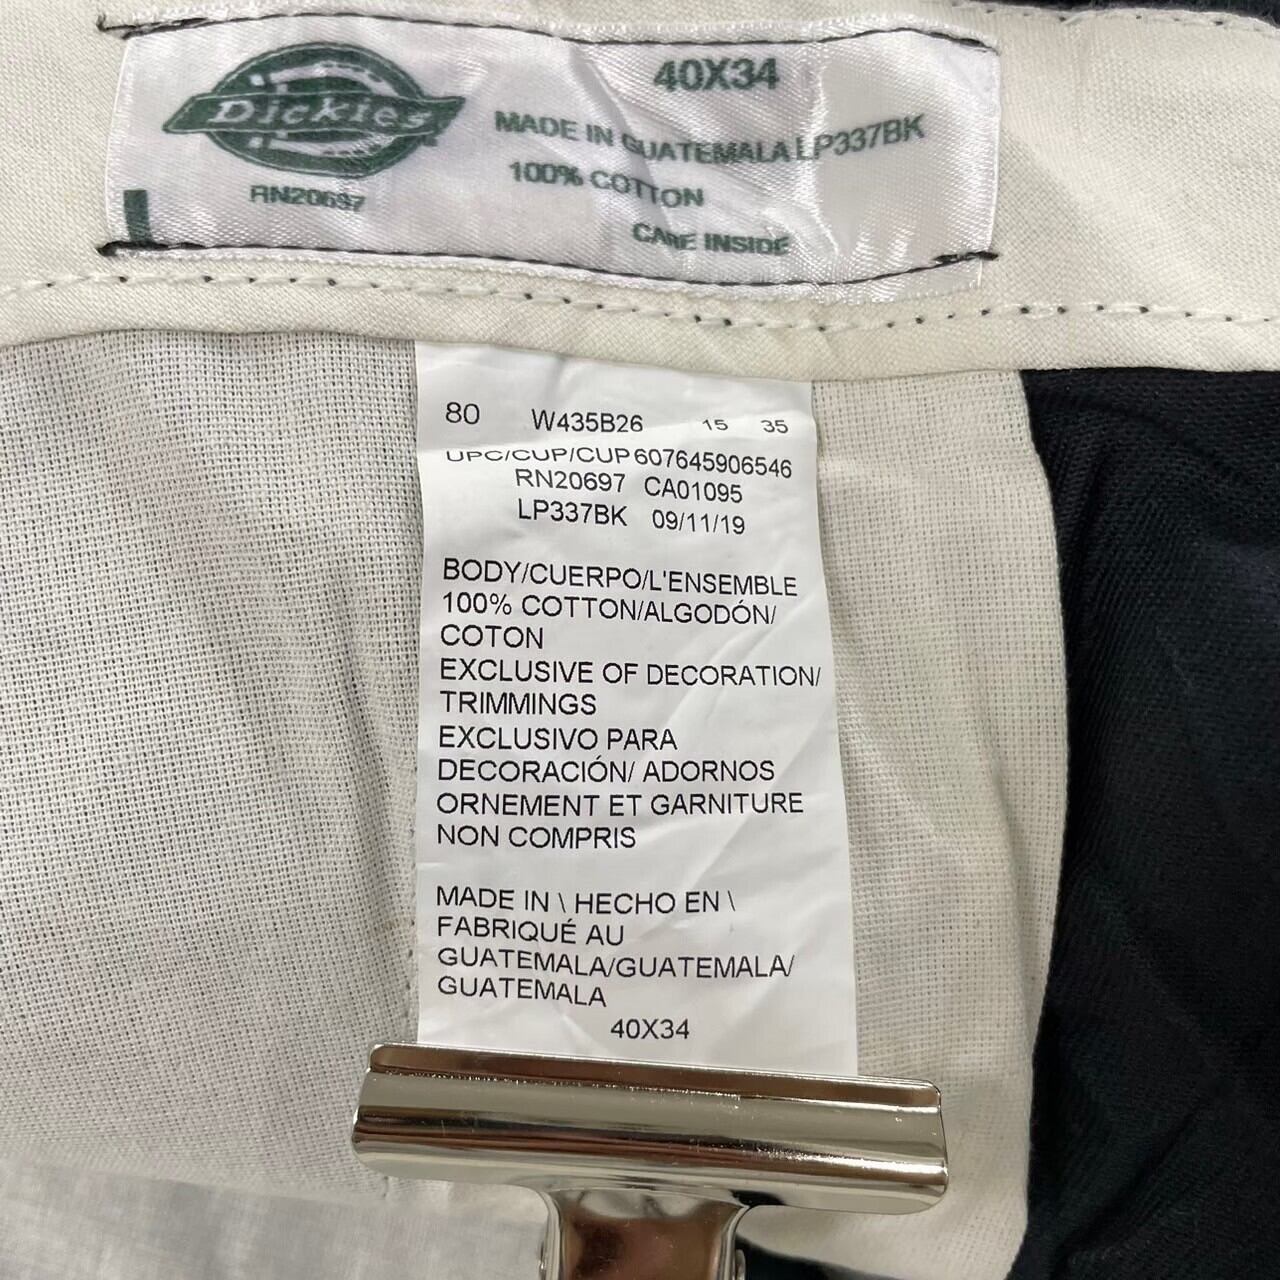 Dickies
RN20697
40X34
MADE IN GUATEMALA LP337BK
100% COTTON
CARE INSIDE
80 W435B26 15 35
UPC/CUP/CUP 607645906546
RN20697 CA01095
LP337BK 09/11/19
BODY/CUERPO/L'ENSEMBLE
100% COTTON/ALGODÓN/
COTON
EXCLUSIVE OF DECORATION/
TRIMMINGS
EXCLUSIVO PARA
DECORACIÓN/ ADORNOS
ORNEMENT ET GARNITURE
NON COMPRIS
MADE IN \ HECHO EN \
FABRIQUÉ AU
GUATEMALA/GUATEMALA/
GUATEMALA
40X34